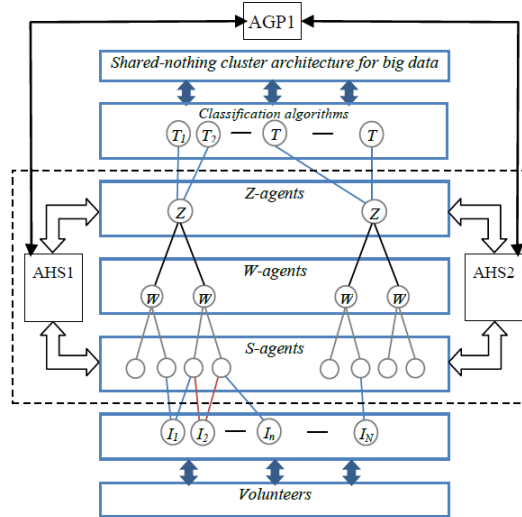 AGP1
Shared-nothing cluster architecture for big data
Classification algorithms
T1 T2 — T — T
Z-agents
Z Z
AHS1
AHS2
W-agents
W W W W
S-agents
I1 I2 — In — IN
Volunteers